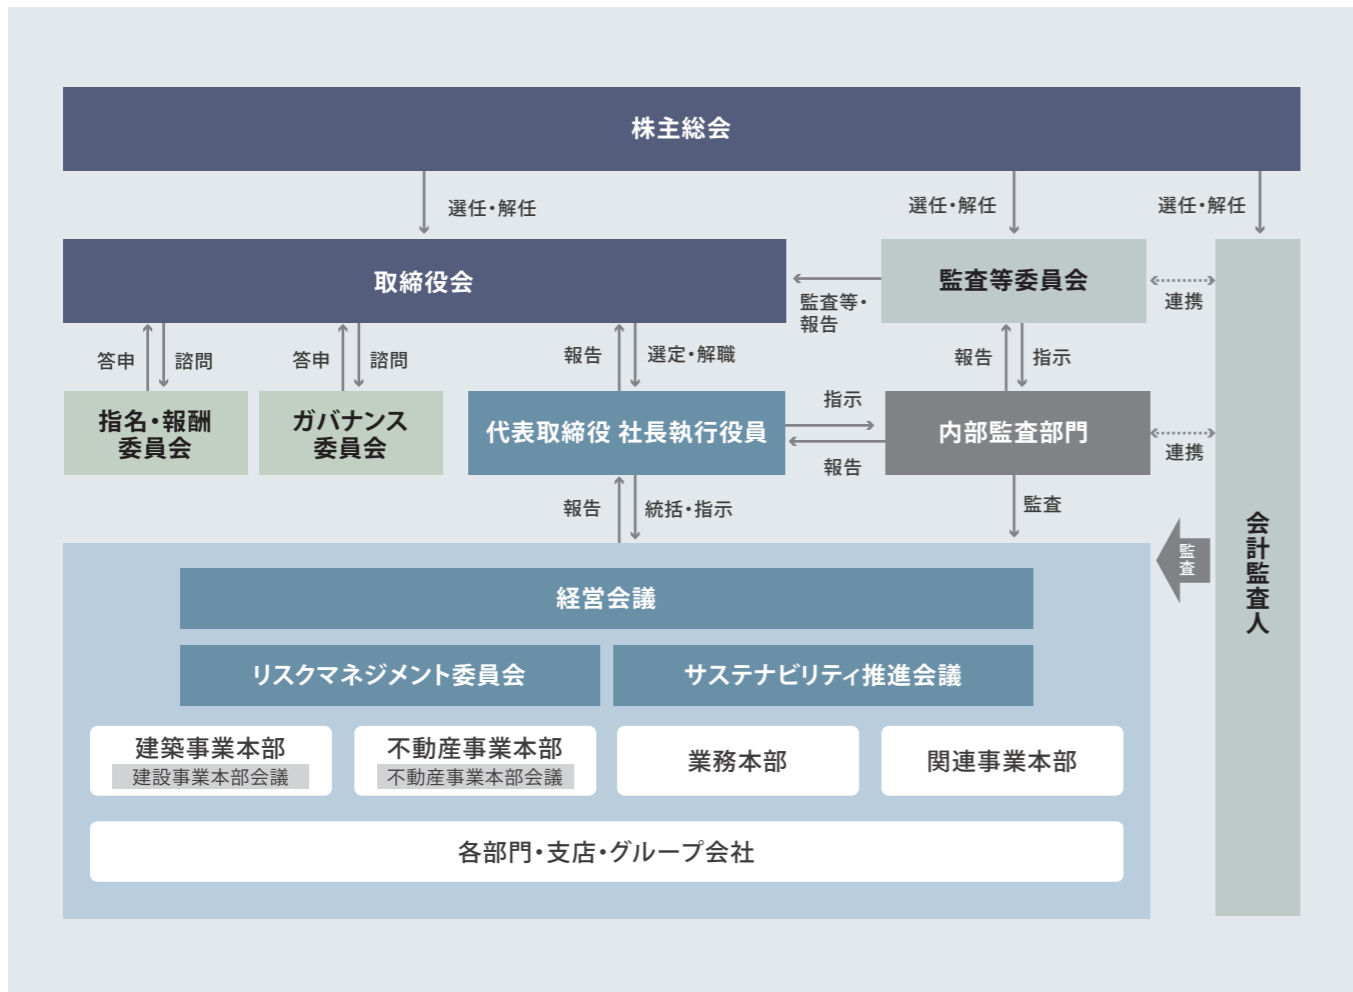 株主総会
選任・解任
選任・解任
選任・解任
取締役会
監査等・
報告
監査等委員会
連携
答申
諮問
答申
諮問
報告
選定・解職
報告
指示
指名・報酬
委員会
ガバナンス
委員会
代表取締役 社長執行役員
指示
報告
内部監査部門
連携
報告
統括・指示
監査
監査
会計監査人
経営会議
リスクマネジメント委員会
サステナビリティ推進会議
建築事業本部
建設事業本部会議
不動産事業本部
不動産事業本部会議
業務本部
関連事業本部
各部門・支店・グループ会社